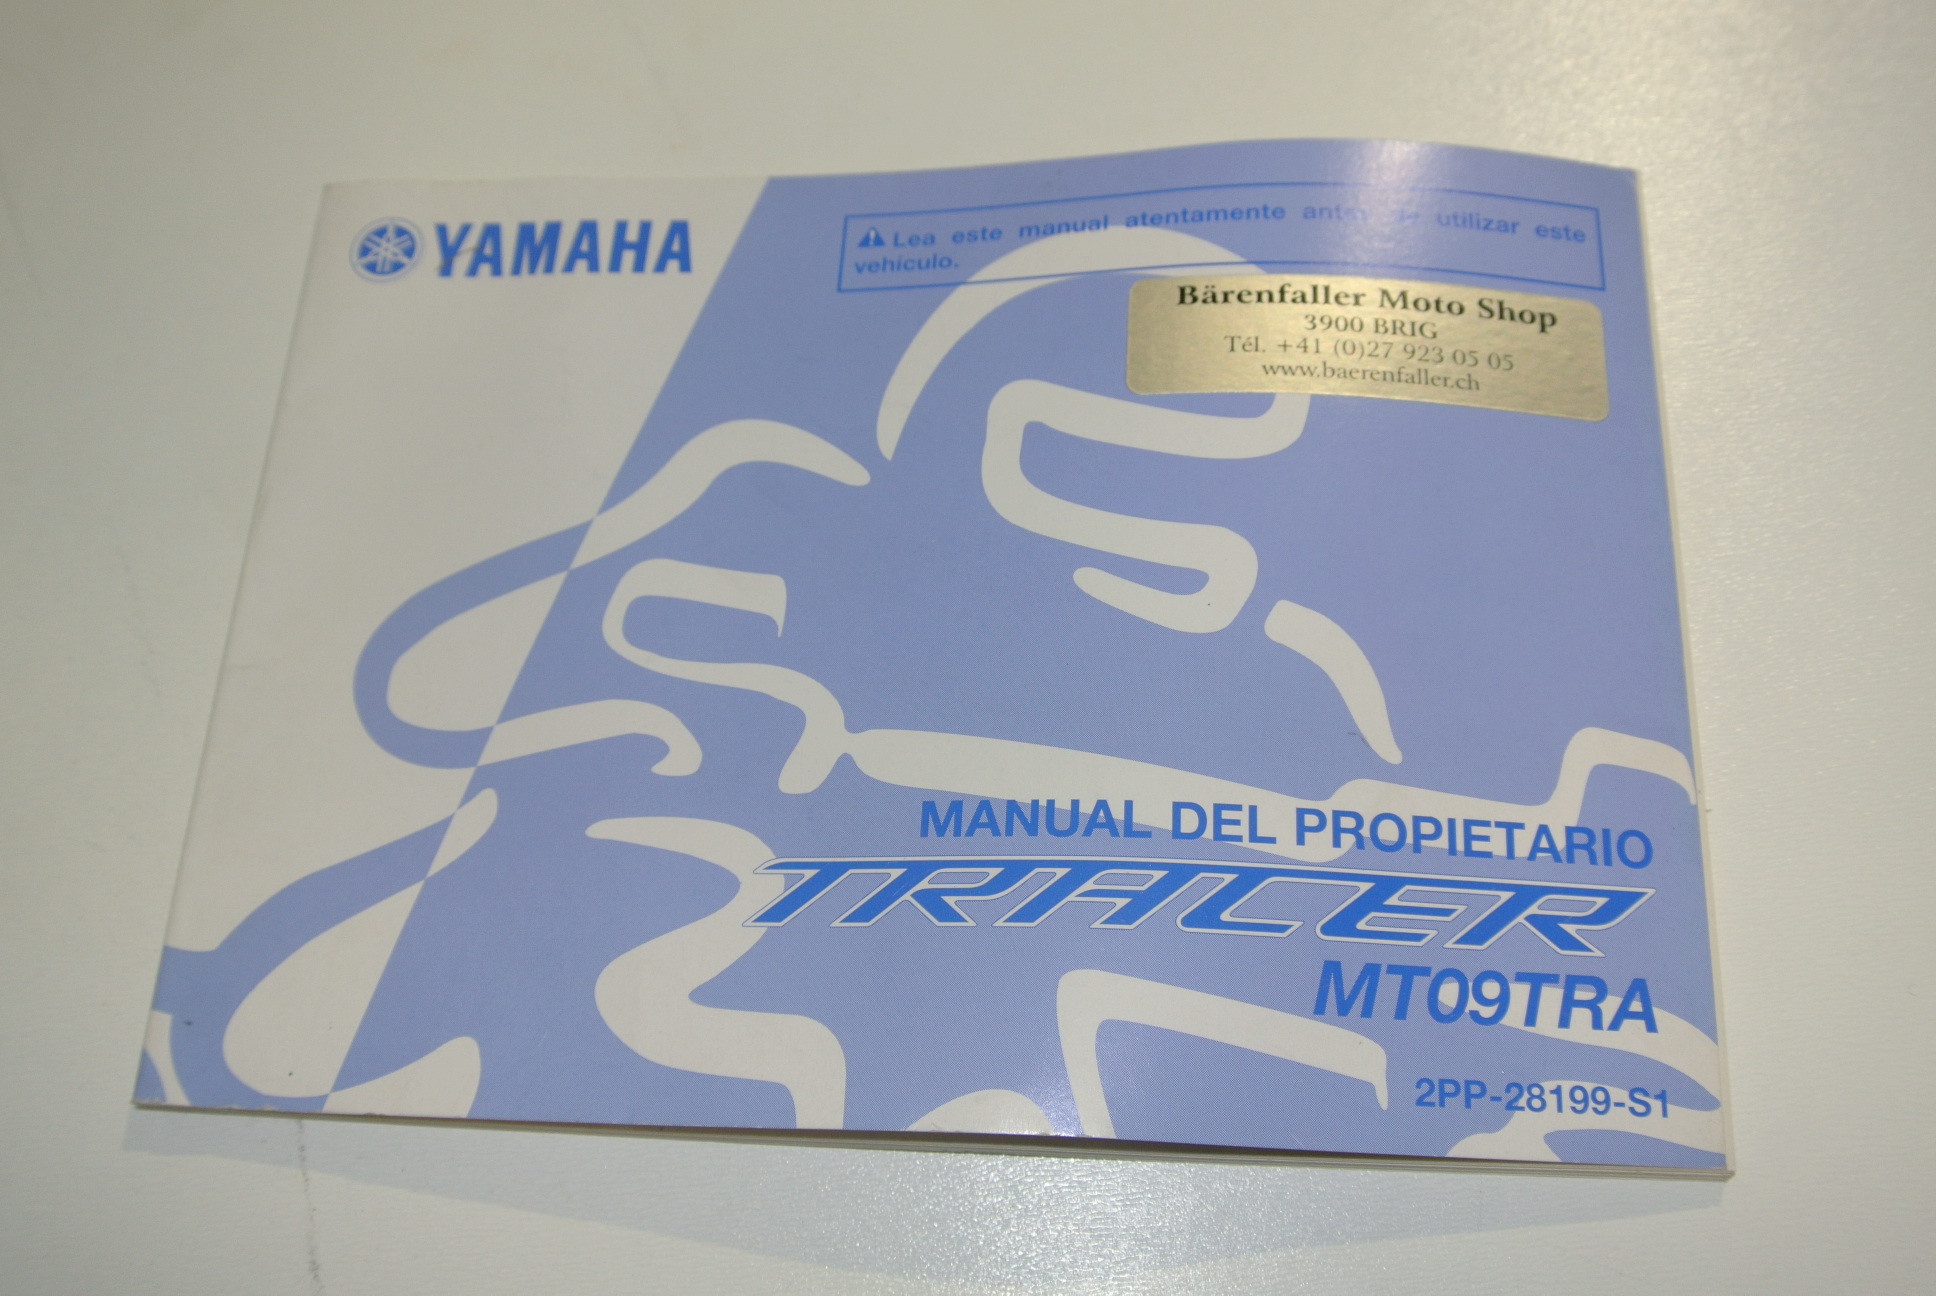 YAMAHA
Lea este manual atentamente antes de utilizar este
vehículo.
Bärenfaller Moto Shop
3900 BRIG
Tél. +41 (0)27 923 05 05
www.baerenfaller.ch
MANUAL DEL PROPIETARIO
TRACER
MT09TRA
2PP-28199-S1